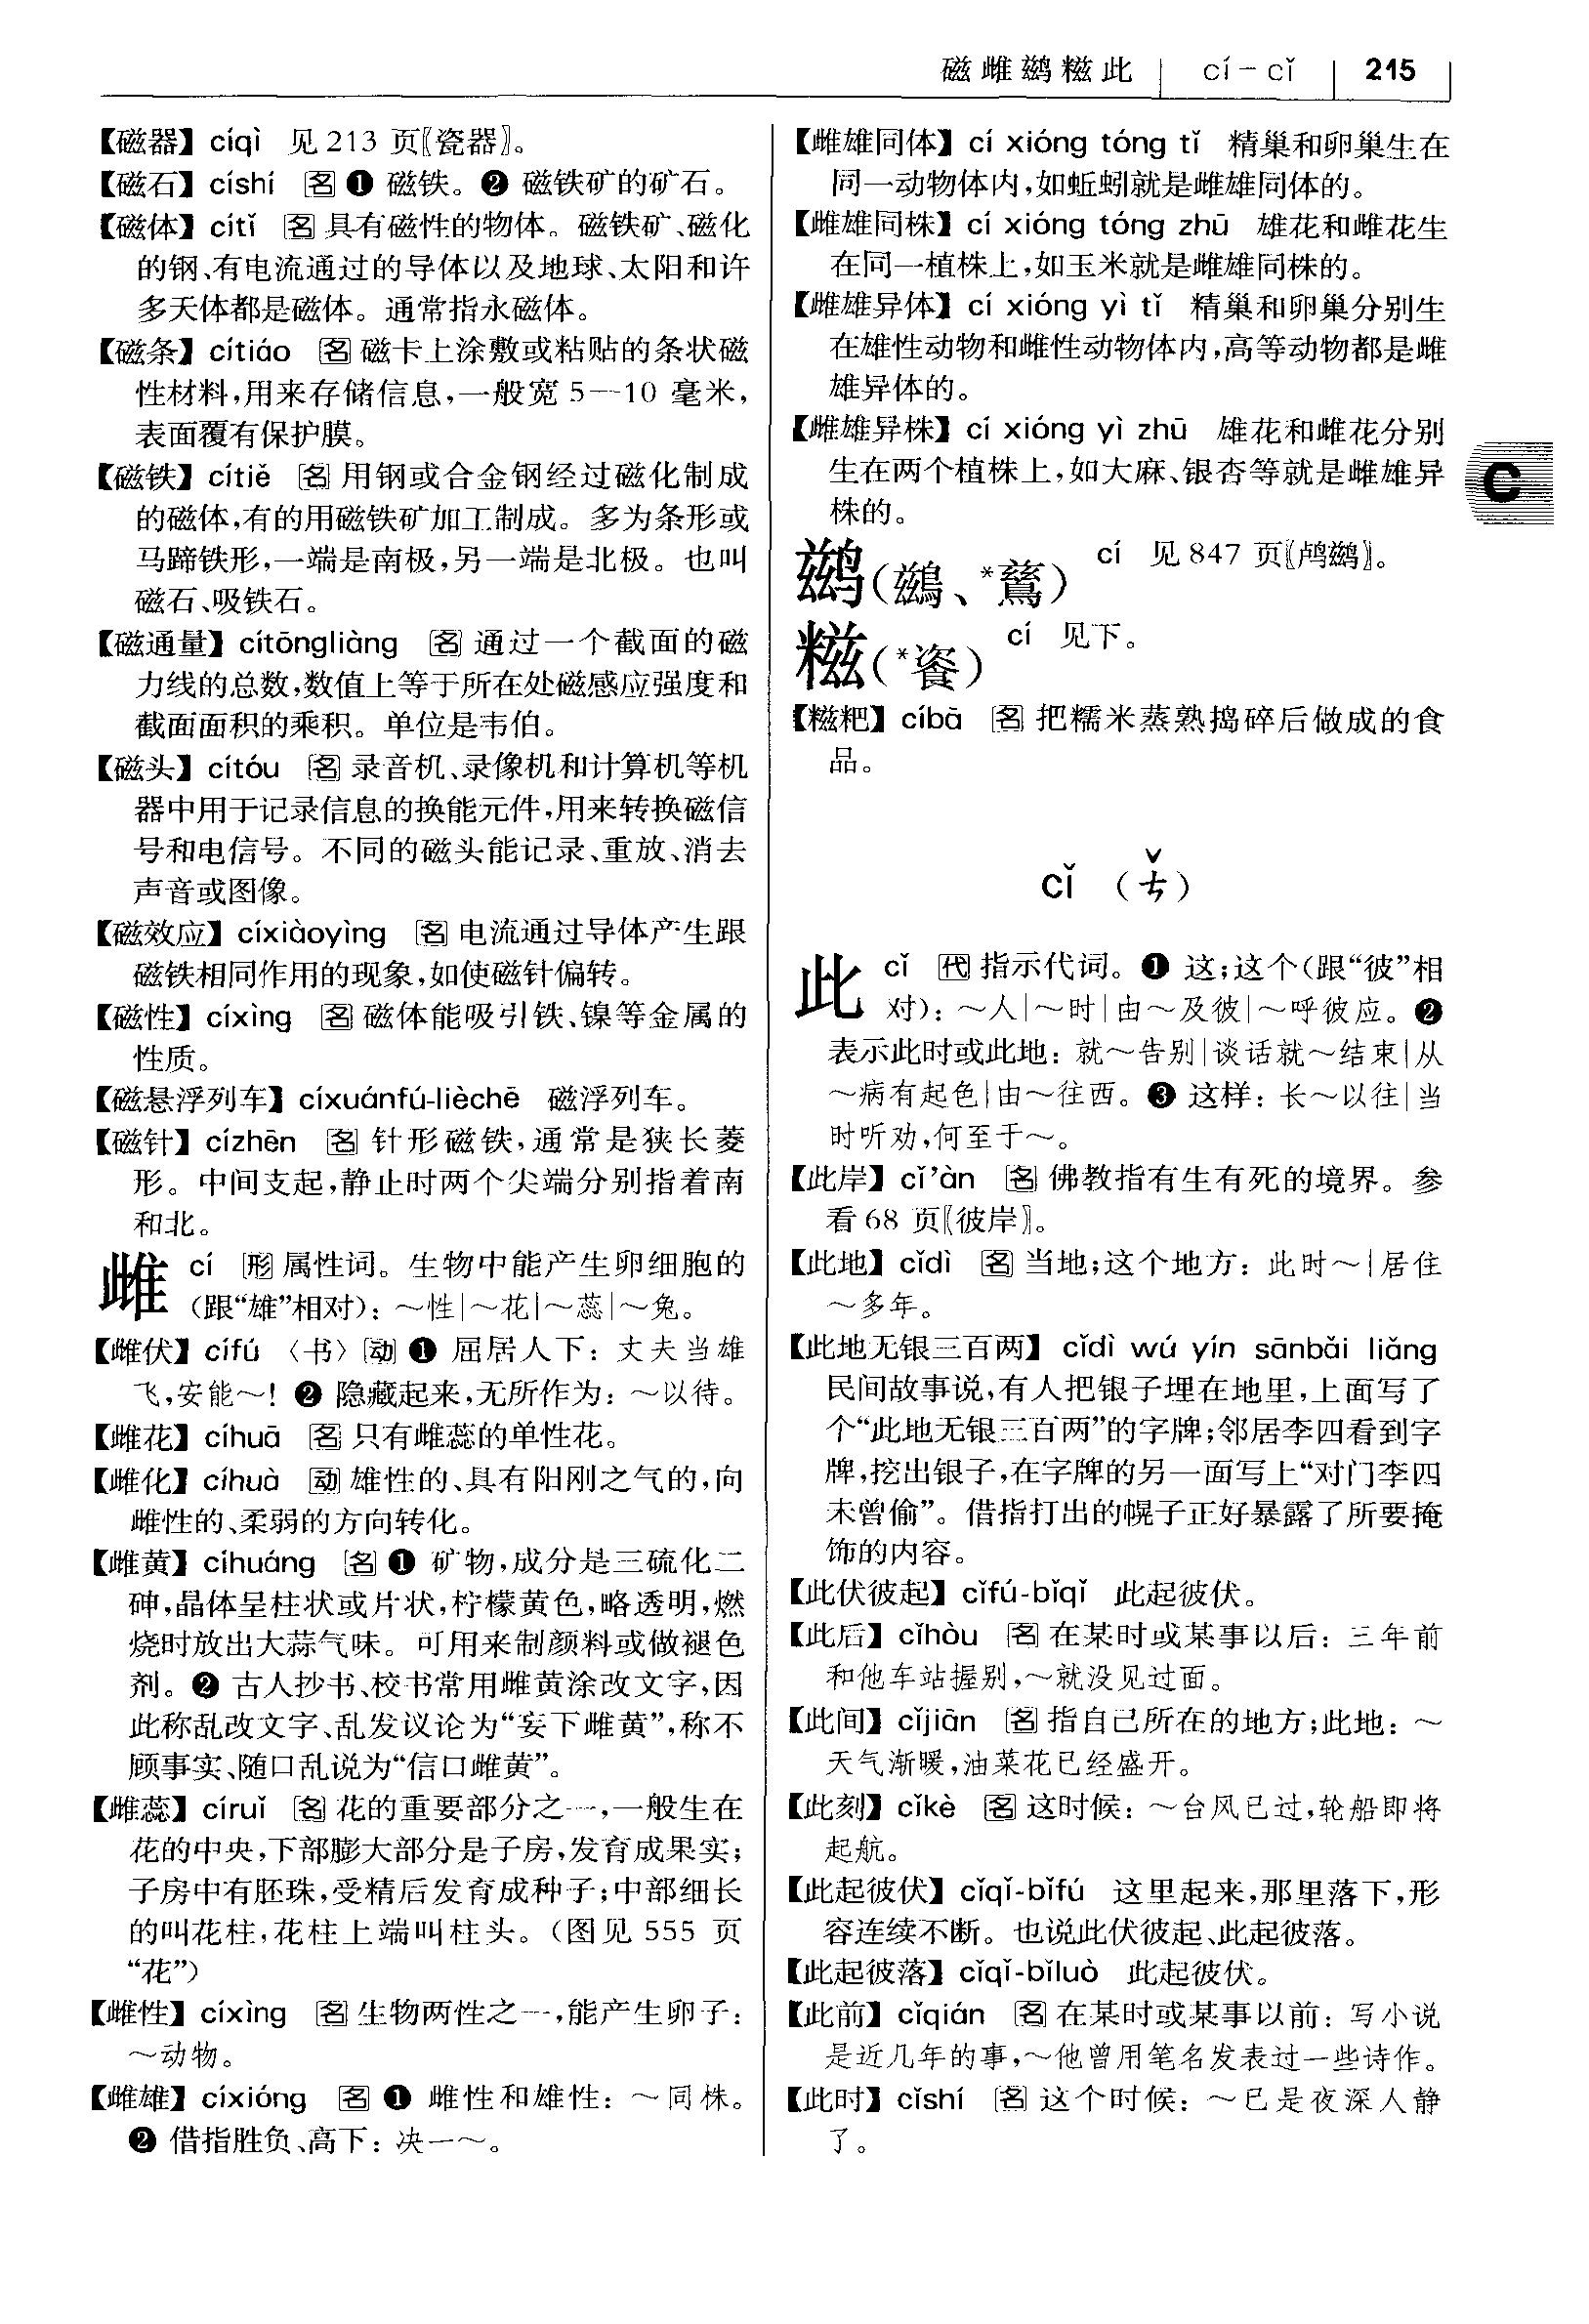 磁雌鹚糍此 cí－cǐ 215
【磁器】cíqì 见213页〖瓷器〗。
【磁石】císhí 名 ❶ 磁铁。❷ 磁铁矿的矿石。
【磁体】cítǐ 名 具有磁性的物体。磁铁矿、磁化
的钢、有电流通过的导体以及地球、太阳和许
多天体都是磁体。通常指永磁体。
【磁条】cítiáo 名 磁卡上涂敷或粘贴的条状磁
性材料,用来存储信息,一般宽5—10毫米,
表面覆有保护膜。
【磁铁】cítiě 名 用钢或合金钢经过磁化制成
的磁体,有的用磁铁矿加工制成。多为条形或
马蹄铁形,一端是南极,另一端是北极。也叫
磁石、吸铁石。
【磁通量】cítōngliàng 名 通过一个截面的磁
力线的总数,数值上等于所在处磁感应强度和
截面面积的乘积。单位是韦伯。
【磁头】cítóu 名 录音机、录像机和计算机等机
器中用于记录信息的换能元件,用来转换磁信
号和电信号。不同的磁头能记录、重放、消去
声音或图像。
【磁效应】cíxiàoyìng 名 电流通过导体产生跟
磁铁相同作用的现象,如使磁针偏转。
【磁性】cíxìng 名 磁体能吸引铁、镍等金属的
性质。
【磁悬浮列车】cíxuánfú-lièchē 磁浮列车。
【磁针】cízhēn 名 针形磁铁,通常是狭长菱
形。中间支起,静止时两个尖端分别指着南
和北。
雌 cí 形 属性词。生物中能产生卵细胞的
（跟“雄”相对）：～性|～花|～蕊|～兔。
【雌伏】cífú 〈书〉动 ❶ 屈居人下：丈夫当雄
飞,安能～！❷ 隐藏起来,无所作为：～以待。
【雌花】cíhuā 名 只有雌蕊的单性花。
【雌化】cíhuà 动 雄性的、具有阳刚之气的,向
雌性的、柔弱的方向转化。
【雌黄】cíhuáng 名 ❶ 矿物,成分是三硫化二
砷,晶体呈柱状或片状,柠檬黄色,略透明,燃
烧时放出大蒜气味。可用来制颜料或做褪色
剂。❷ 古人抄书、校书常用雌黄涂改文字,因
此称乱改文字、乱发议论为“妄下雌黄”,称不
顾事实、随口乱说为“信口雌黄”。
【雌蕊】círuǐ 名 花的重要部分之一,一般生在
花的中央,下部膨大部分是子房,发育成果实；
子房中有胚珠,受精后发育成种子；中部细长
的叫花柱,花柱上端叫柱头。（图见555页
“花”）
【雌性】cíxìng 名 生物两性之一,能产生卵子：
～动物。
【雌雄】cíxióng 名 ❶ 雌性和雄性：～同株。
❷ 借指胜负、高下：决一～。
【雌雄同体】cí xióng tóng tǐ 精巢和卵巢生在
同一动物体内,如蚯蚓就是雌雄同体的。
【雌雄同株】cí xióng tóng zhū 雄花和雌花生
在同一植株上,如玉米就是雌雄同株的。
【雌雄异体】cí xióng yì tǐ 精巢和卵巢分别生
在雄性动物和雌性动物体内,高等动物都是雌
雄异体的。
【雌雄异株】cí xióng yì zhū 雄花和雌花分别
生在两个植株上,如大麻、银杏等就是雌雄异
株的。
C
鹚（鷀、*鶿） cí 见847页〖鸬鹚〗。
糍（*餈） cí 见下。
【糍粑】cíbā 名 把糯米蒸熟捣碎后做成的食
品。
cǐ （ㄘˇ）
此 cǐ 代 指示代词。❶ 这；这个（跟“彼”相
对）：～人|～时|由～及彼|～呼彼应。❷
表示此时或此地：就～告别|谈话就～结束|从
～病有起色|由～往西。❸ 这样：长～以往|当
时听劝,何至于～。
【此岸】cǐ'àn 名 佛教指有生有死的境界。参
看68页〖彼岸〗。
【此地】cǐdì 名 当地；这个地方：此时～|居住
～多年。
【此地无银三百两】cǐdì wú yín sānbǎi liǎng
民间故事说,有人把银子埋在地里,上面写了
个“此地无银三百两”的字牌；邻居李四看到字
牌,挖出银子,在字牌的另一面写上“对门李四
未曾偷”。借指打出的幌子正好暴露了所要掩
饰的内容。
【此伏彼起】cǐfú-bǐqǐ 此起彼伏。
【此后】cǐhòu 名 在某时或某事以后：三年前
和他车站握别,～就没见过面。
【此间】cǐjiān 名 指自己所在的地方；此地：～
天气渐暖,油菜花已经盛开。
【此刻】cǐkè 名 这时候：～台风已过,轮船即将
起航。
【此起彼伏】cǐqǐ-bǐfú 这里起来,那里落下,形
容连续不断。也说此伏彼起、此起彼落。
【此起彼落】cǐqǐ-bǐluò 此起彼伏。
【此前】cǐqián 名 在某时或某事以前：写小说
是近几年的事,～他曾用笔名发表过一些诗作。
【此时】cǐshí 名 这个时候：～已是夜深人静
了。